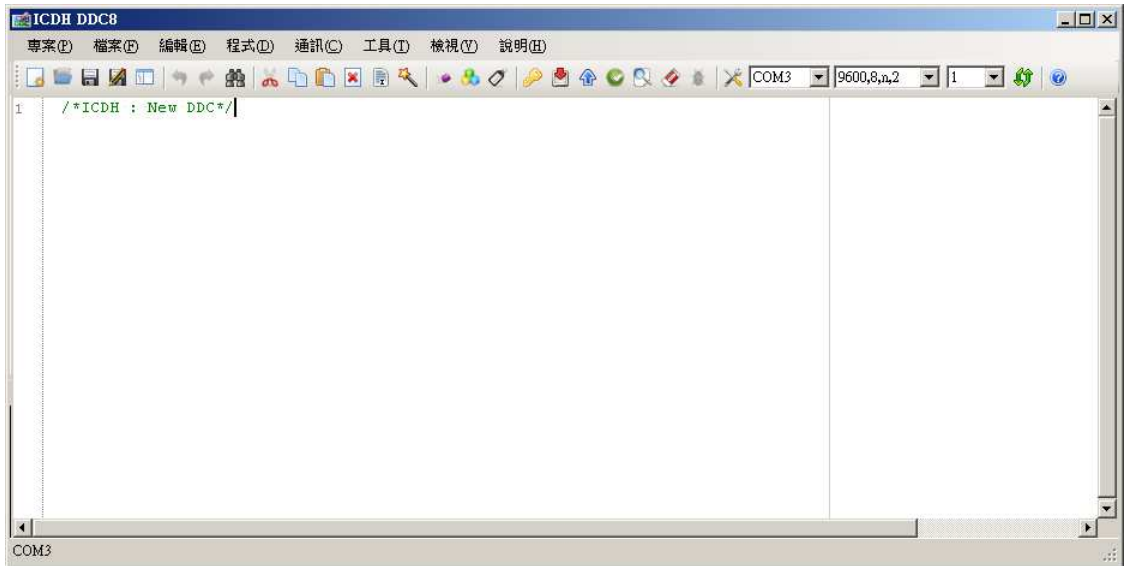 ICDH DDC8
專案(P) 檔案(F) 編輯(E) 程式(D) 通訊(C) 工具(T) 檢視(V) 說明(H)
COM3 9600,8,n,2 1
1 /*ICDH : New DDC*/
COM3